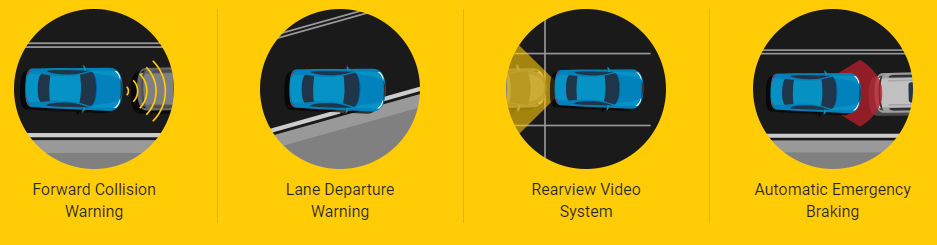 Forward Collision
Warning
Lane Departure
Warning
Rearview Video
System
Automatic Emergency
Braking